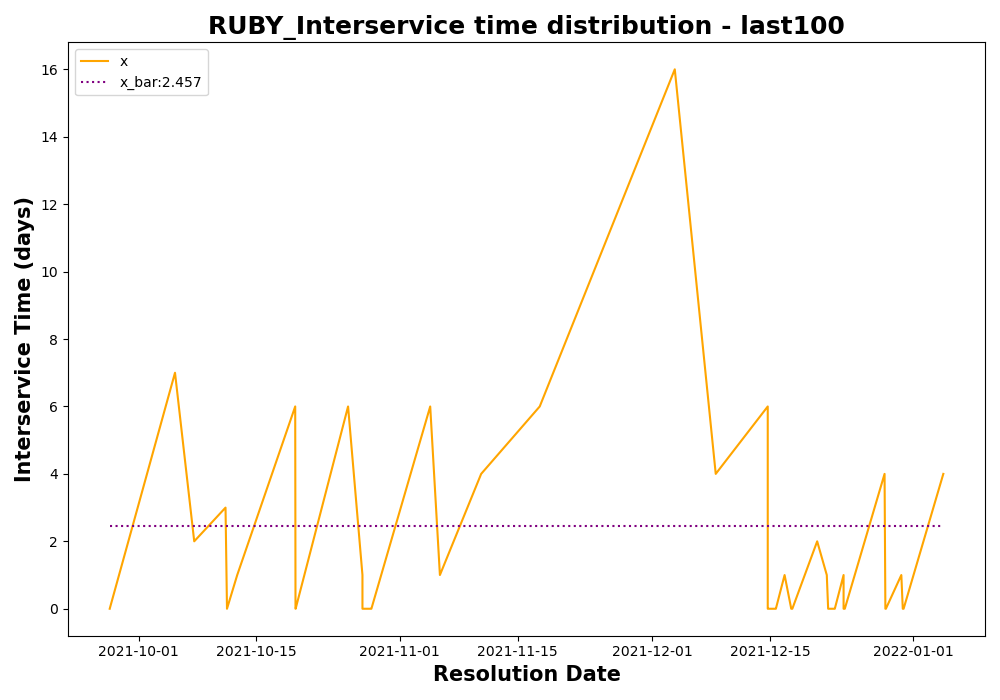 RUBY_Interservice time distribution - last100
x
x_bar:2.457
16
14
12
10
8
6
4
2
0
Interservice Time (days)
2021-10-01 2021-10-15 2021-11-01 2021-11-15 2021-12-01 2021-12-15 2022-01-01
Resolution Date